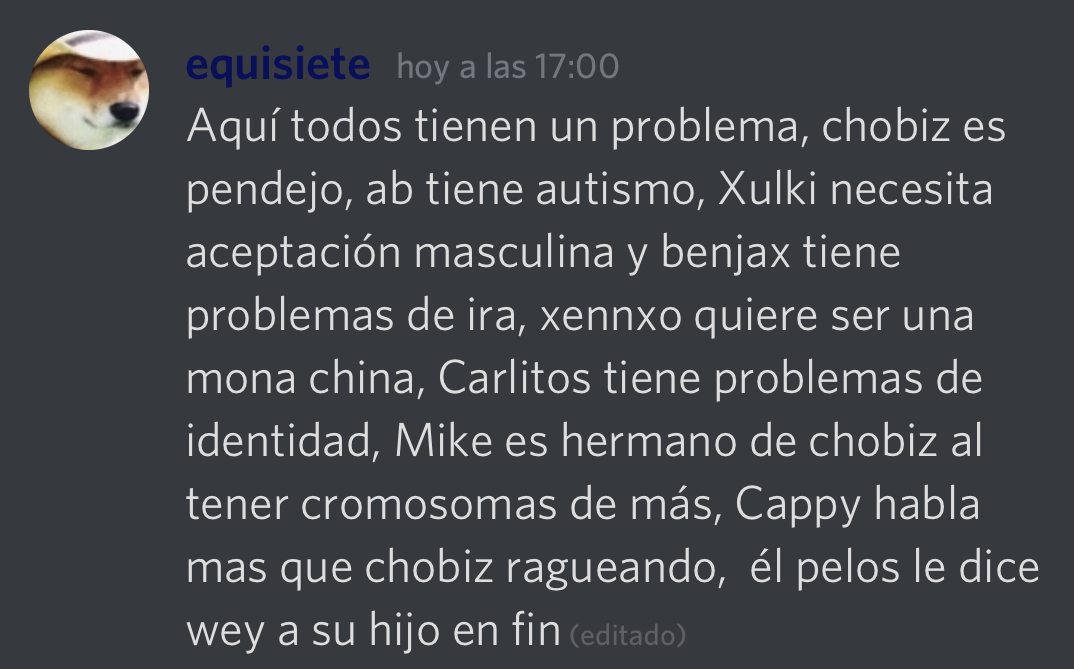 equisiete hoy a las 17:00
Aquí todos tienen un problema, chobiz es
pendejo, ab tiene autismo, Xulki necesita
aceptación masculina y benjax tiene
problemas de ira, xennxo quiere ser una
mona china, Carlitos tiene problemas de
identidad, Mike es hermano de chobiz al
tener cromosomas de más, Cappy habla
mas que chobiz ragueando,  él pelos le dice
wey a su hijo en fin (editado)